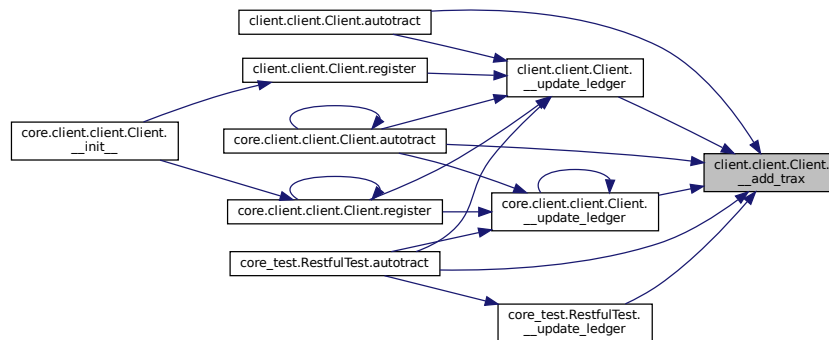 client.client.Client.autotract
client.client.Client.register
client.client.Client.
__update_ledger
core.client.client.Client.
__init__
core.client.client.Client.autotract
client.client.Client.
__add_trax
core.client.client.Client.register
core.client.client.Client.
__update_ledger
core_test.RestfulTest.autotract
core_test.RestfulTest.
__update_ledger